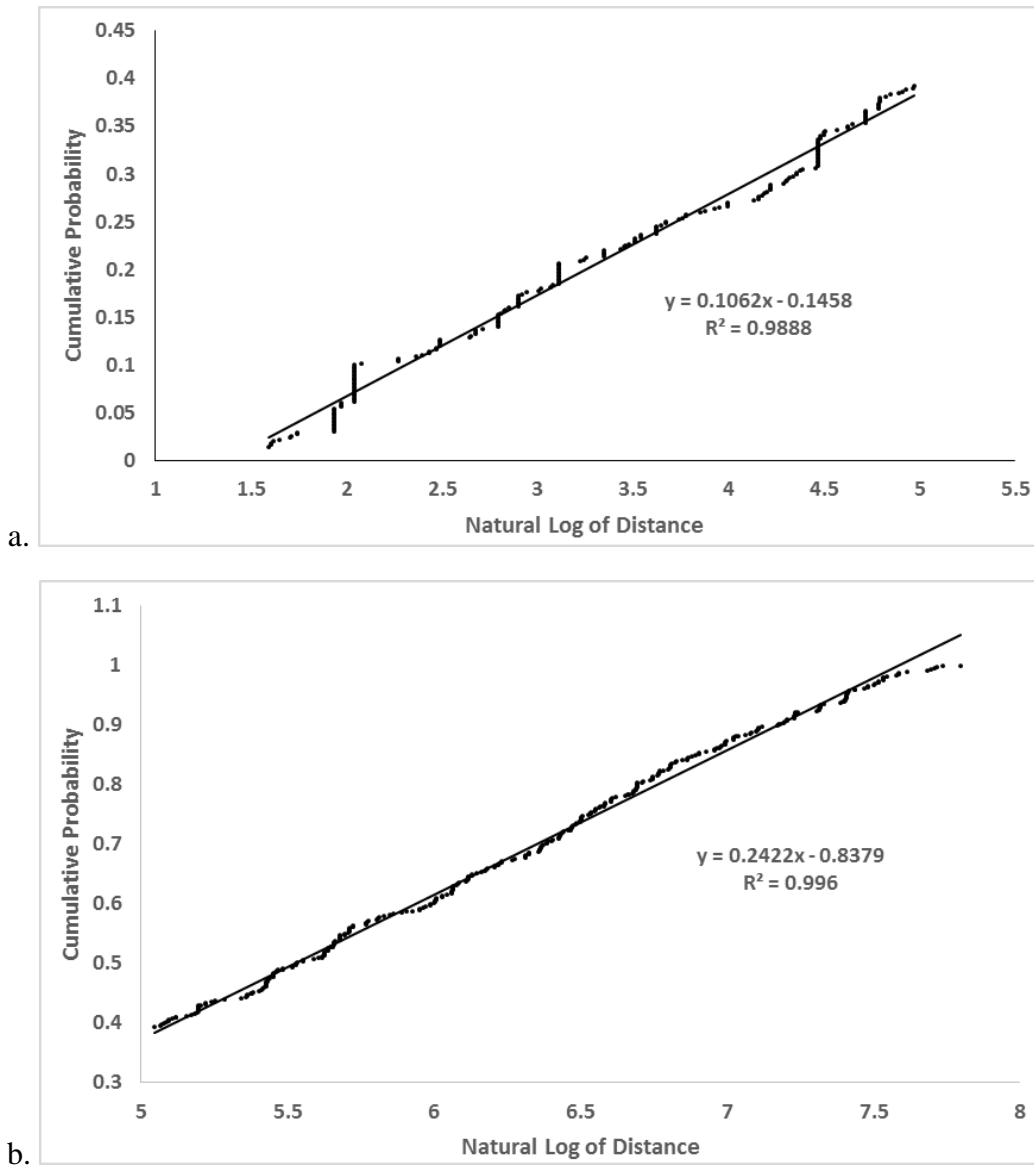 0.45
0.4
0.35
0.3
0.25
0.2
0.15
0.1
0.05
0
Cumulative Probability
y = 0.1062x - 0.1458
R² = 0.9888
1 1.5 2 2.5 3 3.5 4 4.5 5 5.5
Natural Log of Distance
a.
1.1
1
0.9
0.8
0.7
0.6
0.5
0.4
0.3
Cumulative Probability
y = 0.2422x - 0.8379
R² = 0.996
5 5.5 6 6.5 7 7.5 8
Natural Log of Distance
b.